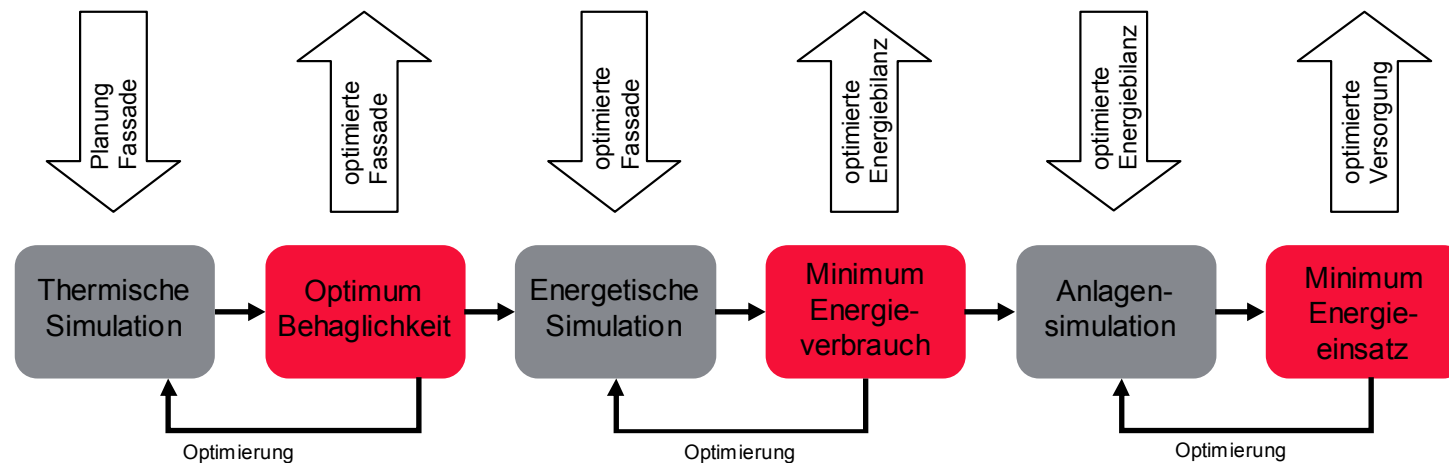 Planung
Fassade
optimierte
Fassade
optimierte
Fassade
optimierte
Energiebilanz
optimierte
Energiebilanz
optimierte
Versorgung
Thermische
Simulation
Optimum
Behaglichkeit
Energetische
Simulation
Minimum
Energie-
verbrauch
Anlagen-
simulation
Minimum
Energie-
einsatz
Optimierung
Optimierung
Optimierung